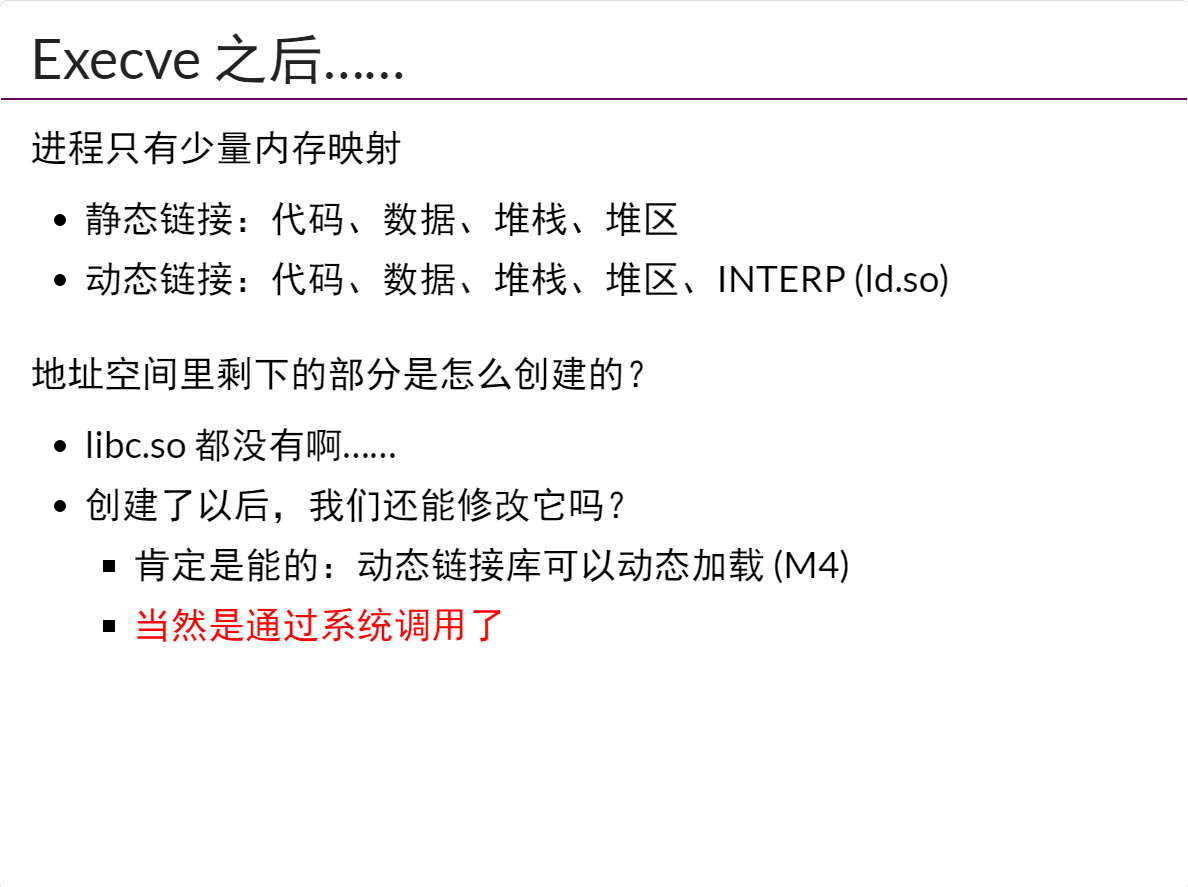 Execve 之后……
进程只有少量内存映射
• 静态链接：代码、数据、堆栈、堆区
• 动态链接：代码、数据、堆栈、堆区、INTERP (ld.so)
地址空间里剩下的部分是怎么创建的？
• libc.so 都没有啊……
• 创建了以后，我们还能修改它吗？
▪ 肯定是能的：动态链接库可以动态加载 (M4)
▪ 当然是通过系统调用了